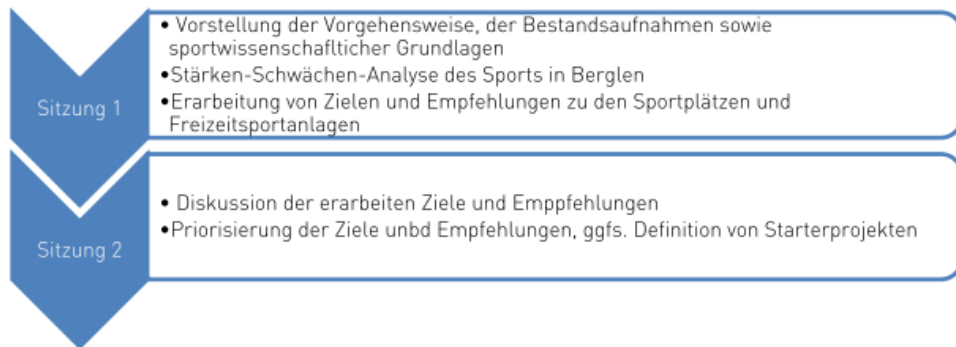 Sitzung 1
• Vorstellung der Vorgehensweise, der Bestandsaufnahmen sowie
sportwissenschaflticher Grundlagen
•Stärken-Schwächen-Analyse des Sports in Berglen
•Erarbeitung von Zielen und Empfehlungen zu den Sportplätzen und
Freizeitsportanlagen
Sitzung 2
• Diskussion der erarbeiten Ziele und Emppfehlungen
•Priorisierung der Ziele unbd Empfehlungen, ggfs. Definition von Starterprojekten